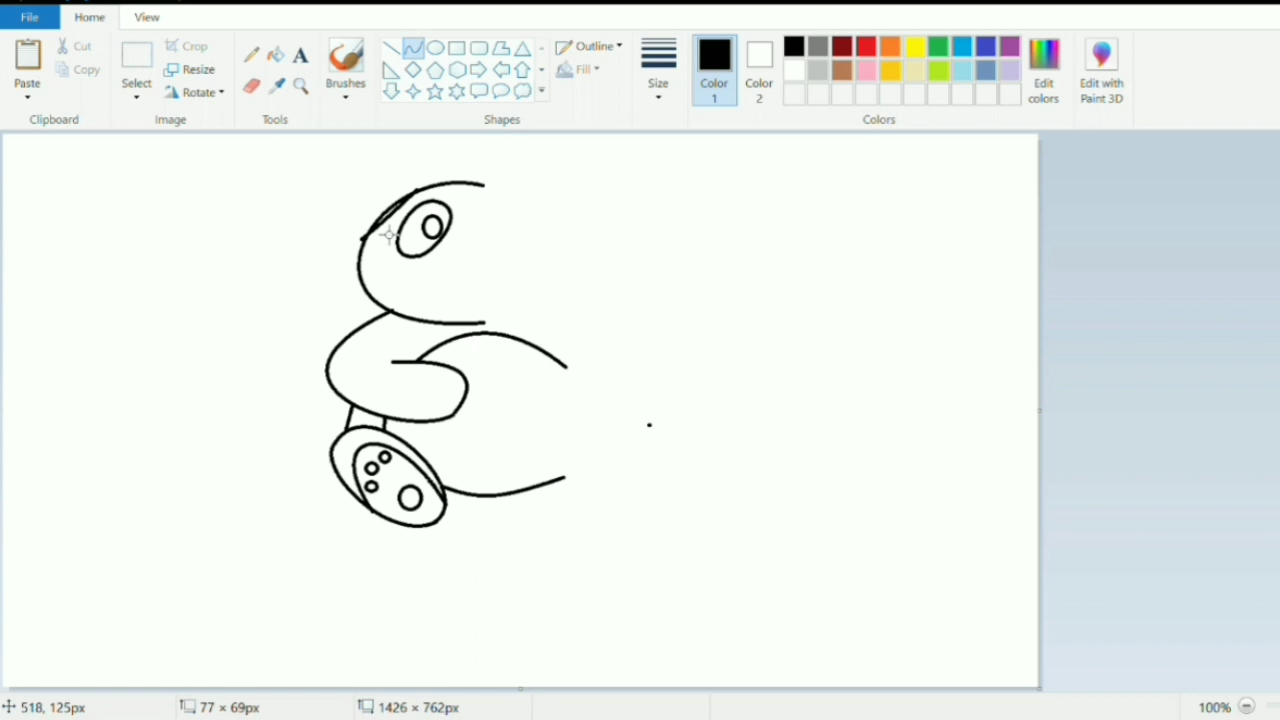 File Home View
Paste Cut Copy Clipboard
Select Crop Resize Rotate Image
A Tools
Brushes
Outline Fill Shapes
Size
Color 1 Color 2 Edit colors Colors
Edit with Paint 3D
518, 125px 77 × 69px 1426 × 762px 100%